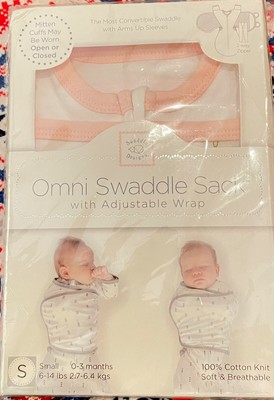 Mitten
Cuffs May
Be Worn
Open or
Closed
The Most Convertible Swaddle
with Arms Up Sleeves
Swaddle
Designs
Omni Swaddle Sack
with Adjustable Wrap
S
Small 0-3 months
6-14 lbs 2.7-6.4 kgs
100% Cotton Knit
Soft & Breathable